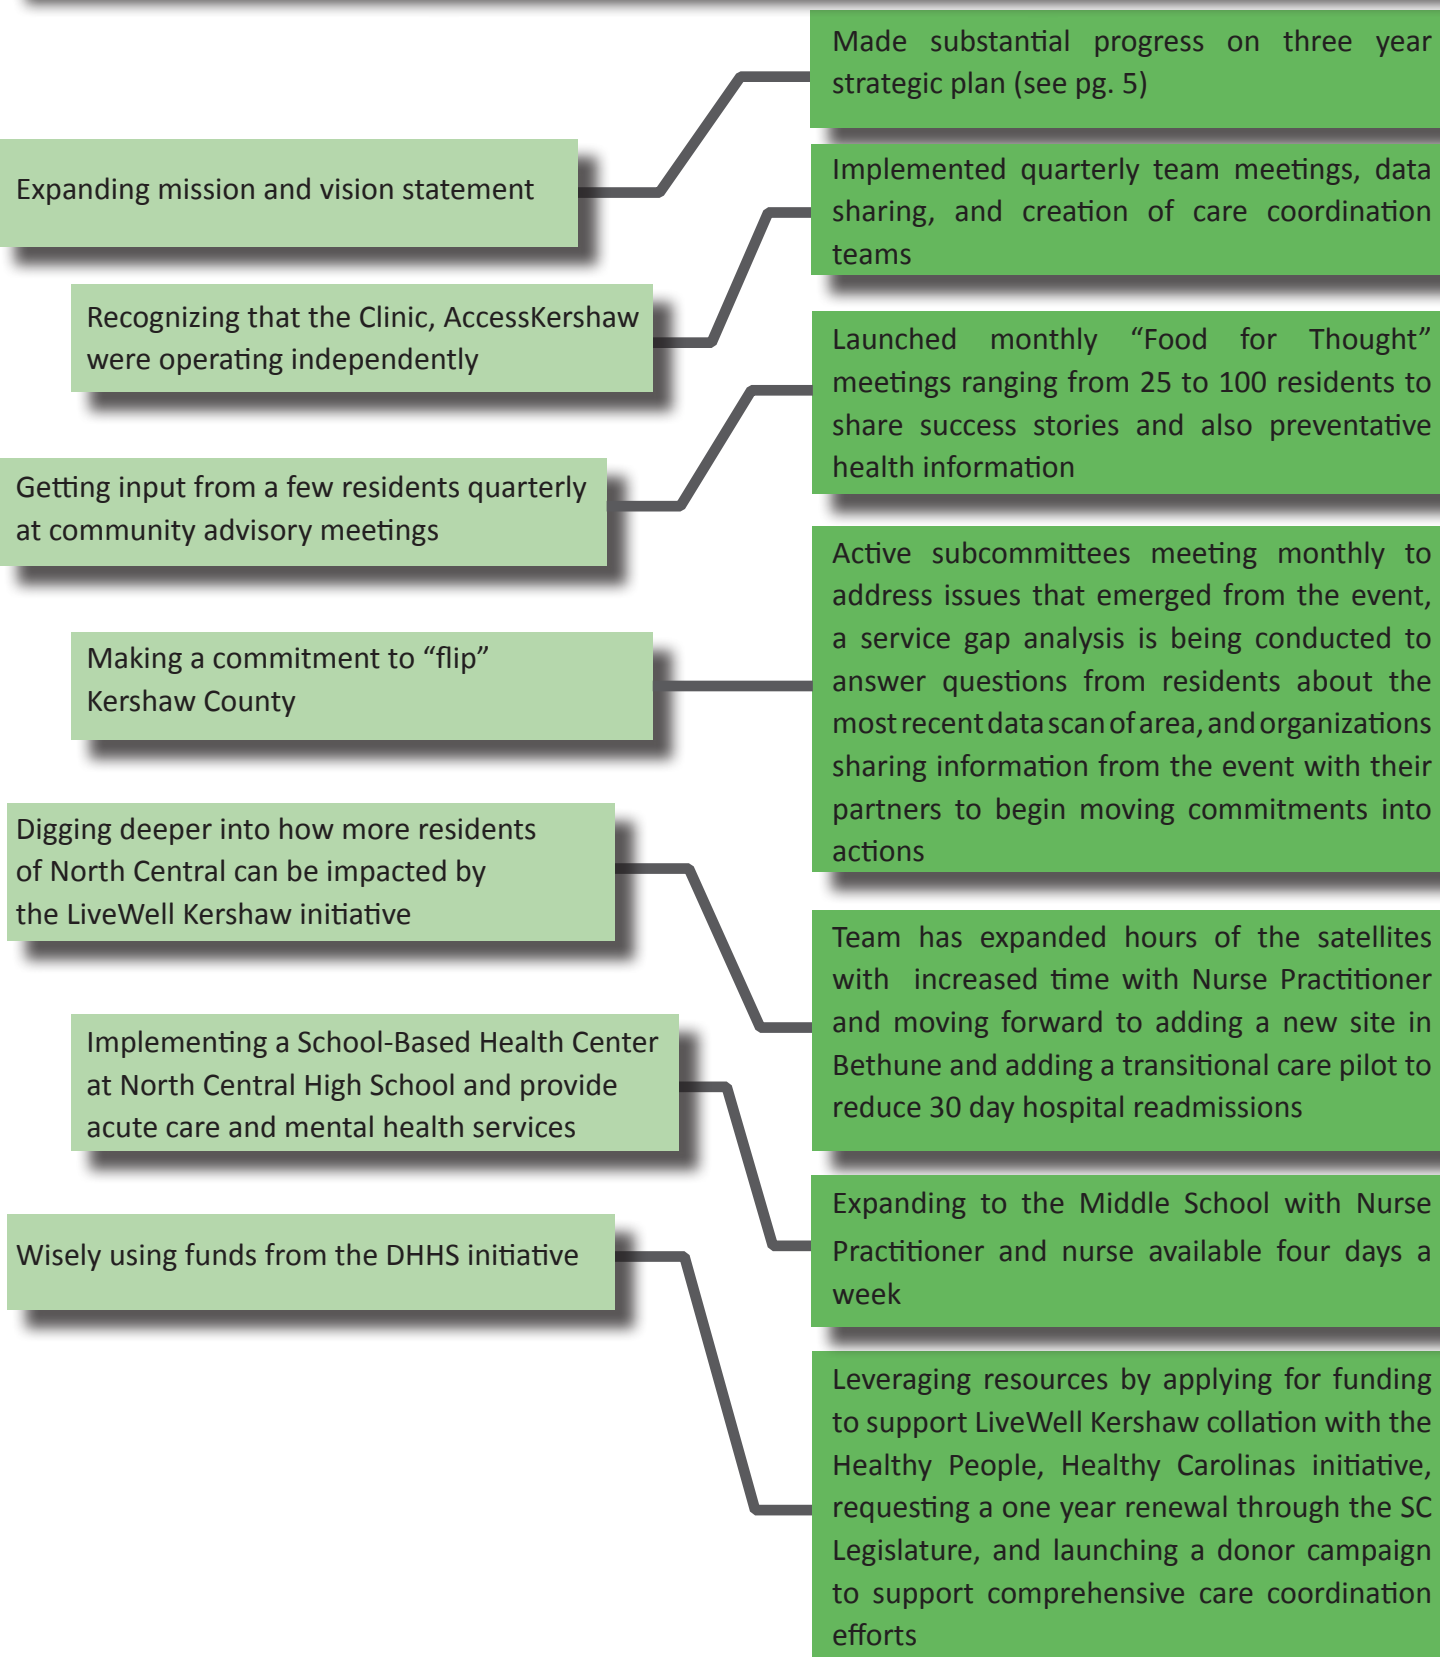 Made substantial progress on three year
strategic plan (see pg. 5)
Expanding mission and vision statement
Implemented quarterly team meetings, data
sharing, and creation of care coordination
teams
Recognizing that the Clinic, AccessKershaw
were operating independently
Launched monthly “Food for Thought”
meetings ranging from 25 to 100 residents to
share success stories and also preventative
health information
Getting input from a few residents quarterly
at community advisory meetings
Active subcommittees meeting monthly to
address issues that emerged from the event,
a service gap analysis is being conducted to
answer questions from residents about the
most recent data scan of area, and organizations
sharing information from the event with their
partners to begin moving commitments into
actions
Making a commitment to “flip”
Kershaw County
Digging deeper into how more residents
of North Central can be impacted by
the LiveWell Kershaw initiative
Team has expanded hours of the satellites
with increased time with Nurse Practitioner
and moving forward to adding a new site in
Bethune and adding a transitional care pilot to
reduce 30 day hospital readmissions
Implementing a School-Based Health Center
at North Central High School and provide
acute care and mental health services
Expanding to the Middle School with Nurse
Practitioner and nurse available four days a
week
Wisely using funds from the DHHS initiative
Leveraging resources by applying for funding
to support LiveWell Kershaw collation with the
Healthy People, Healthy Carolinas initiative,
requesting a one year renewal through the SC
Legislature, and launching a donor campaign
to support comprehensive care coordination
efforts